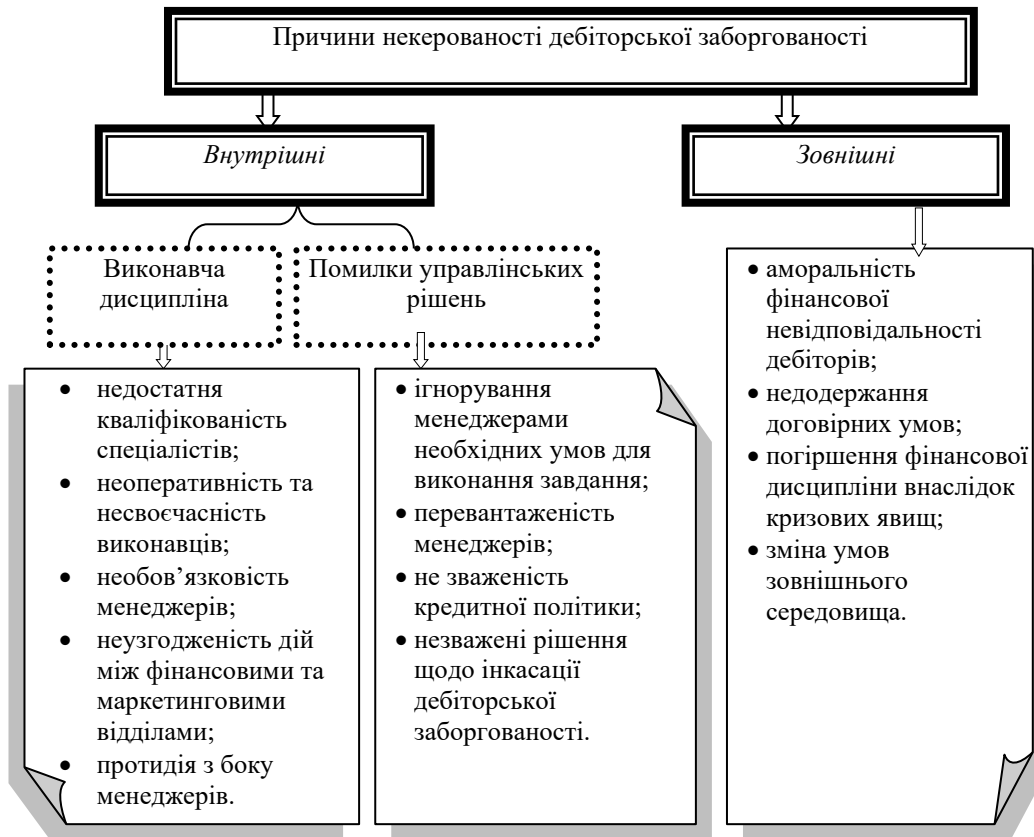 Причини некерованості дебіторської заборгованості
Внутрішні
Зовнішні
Виконавча
дисципліна
Помилки управлінських
рішень
• недостатня
кваліфікованість
спеціалістів;
• неоперативність та
несвоєчасність
виконавців;
• необов’язковість
менеджерів;
• неузгодженість дій
між фінансовими та
маркетинговими
відділами;
• протидія з боку
менеджерів.
• ігнорування
менеджерами
необхідних умов для
виконання завдання;
• перевантаженість
менеджерів;
• не зваженість
кредитної політики;
• незважені рішення
щодо інкасації
дебіторської
заборгованості.
• аморальність
фінансової
невідповідальності
дебіторів;
• недодержання
договірних умов;
• погіршення фінансової
дисципліни внаслідок
кризових явищ;
• зміна умов
зовнішнього
середовища.